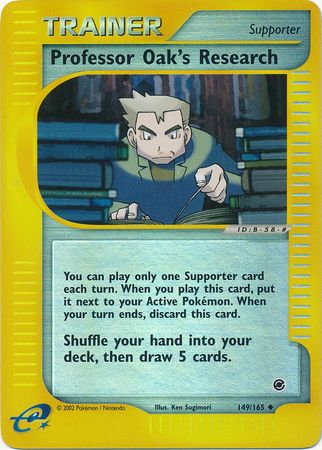 TRAINER Supporter
Professor Oak's Research
ID:B-58-#
You can play only one Supporter card
each turn. When you play this card, put
it next to your Active Pokémon. When
your turn ends, discard this card.
Shuffle your hand into your
deck, then draw 5 cards.
e
© 2002 Pokémon / Nintendo Illus. Ken Sugimori 149/165